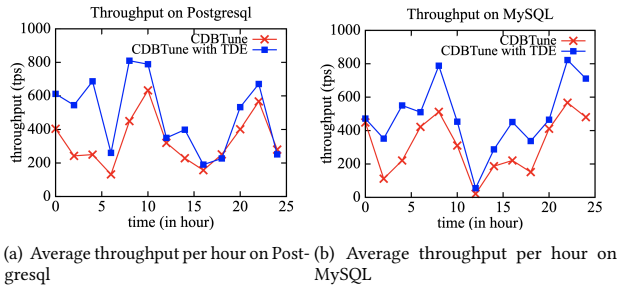 Throughput on Postgresql
1000
800
600
400
200
0
throughput (tps)
CDBTune
CDBTune with TDE
0 5 10 15 20 25
time (in hour)
Throughput on MySQL
1000
800
600
400
200
0
throughput (tps)
CDBTune
CDBTune with TDE
0 5 10 15 20 25
time (in hour)
(a) Average throughput per hour on Post-
gresql
(b) Average throughput per hour on
MySQL